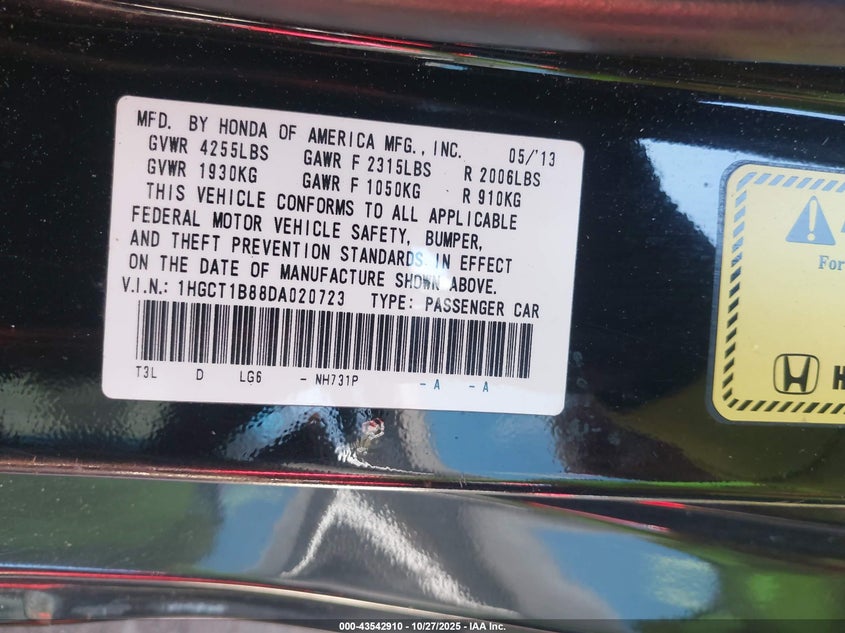 MFD. BY HONDA OF AMERICA MFG., INC. 05/'13
GVWR 4255LBS GAWR F 2315LBS R 2006LBS
GVWR 1930KG GAWR F 1050KG R 910KG
THIS VEHICLE CONFORMS TO ALL APPLICABLE
FEDERAL MOTOR VEHICLE SAFETY, BUMPER,
AND THEFT PREVENTION STANDARDS IN EFFECT
ON THE DATE OF MANUFACTURE SHOWN ABOVE.
V.I.N.: 1HGCT1B88DA020723 TYPE: PASSENGER CAR
T3L D LG6 - NH731P - A - A
For
H
000-43542910 - 10/27/2025 - IAA Inc.